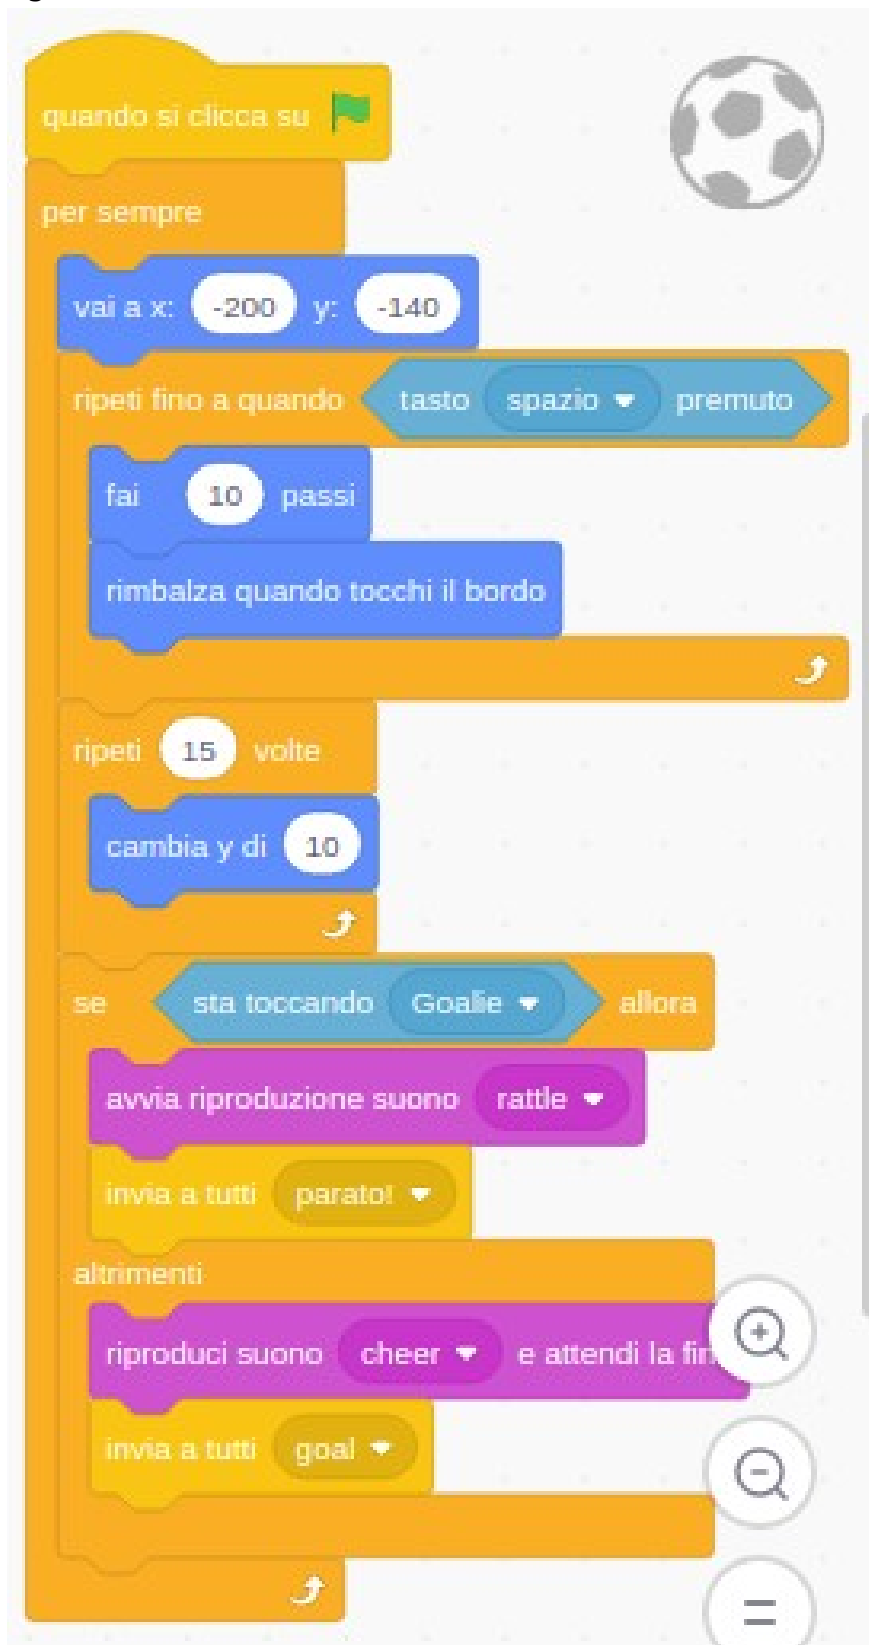 quando si clicca su
per sempre
vai a x: -200 y: -140
ripeti fino a quando tasto spazio premuto
fai 10 passi
rimbalza quando tocchi il bordo
ripeti 15 volte
cambia y di 10
se sta toccando Goalie allora
avvia riproduzione suono rattle
invia a tutti parato!
altrimenti
riproduci suono cheer e attendi la
invia a tutti goal